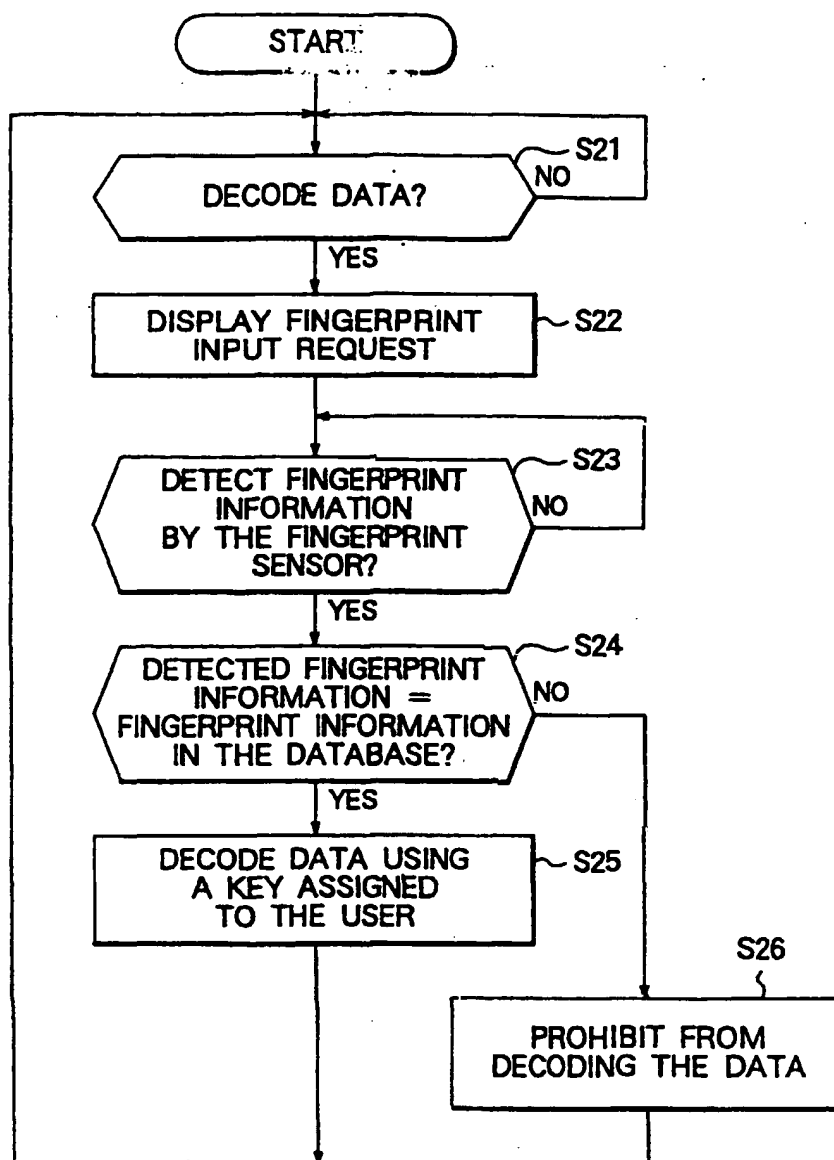 START
S21
NO
DECODE DATA?
YES
DISPLAY FINGERPRINT
INPUT REQUEST
S22
S23
DETECT FINGERPRINT
INFORMATION
BY THE FINGERPRINT
SENSOR?
NO
YES
S24
DETECTED FINGERPRINT
INFORMATION =
FINGERPRINT INFORMATION
IN THE DATABASE?
NO
YES
DECODE DATA USING
A KEY ASSIGNED
TO THE USER
S25
S26
PROHIBIT FROM
DECODING THE DATA